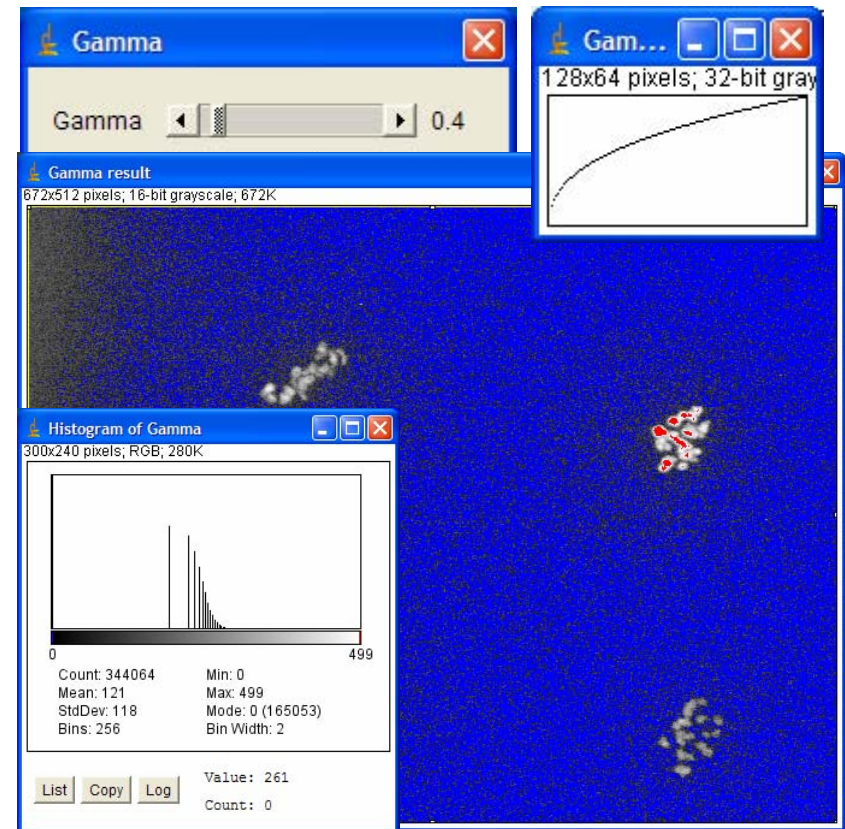 Gamma
Gamma 0.4
Gam...
128x64 pixels; 32-bit gray
Gamma result
672x512 pixels; 16-bit grayscale; 672K
Histogram of Gamma
300x240 pixels; RGB; 280K
0 499
Count: 344064 Min: 0
Mean: 121 Max: 499
StdDev: 118 Mode: 0 (165053)
Bins: 256 Bin Width: 2
List Copy Log Value: 261
Count: 0